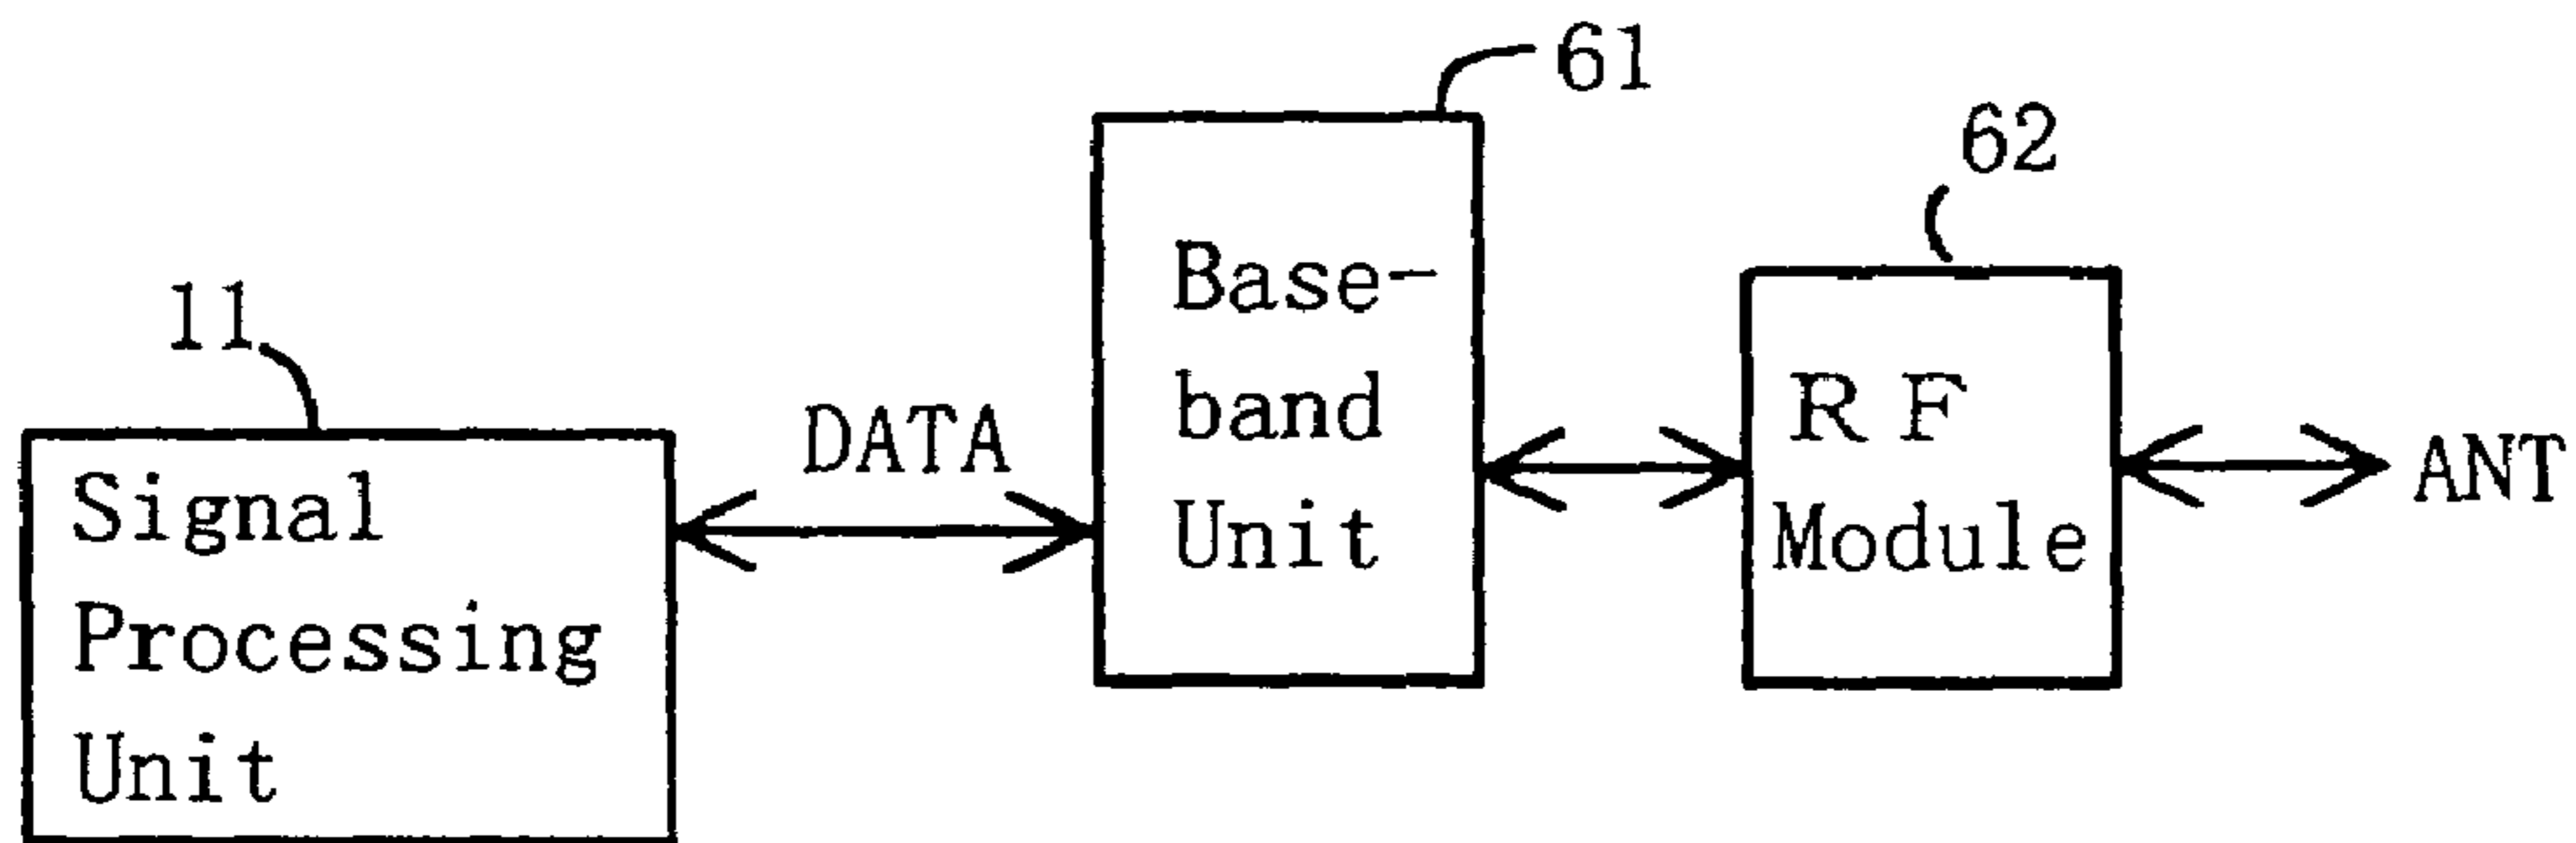 61
62
11
Base-
band
Unit
DATA
R F
Module
ANT
Signal
Processing
Unit